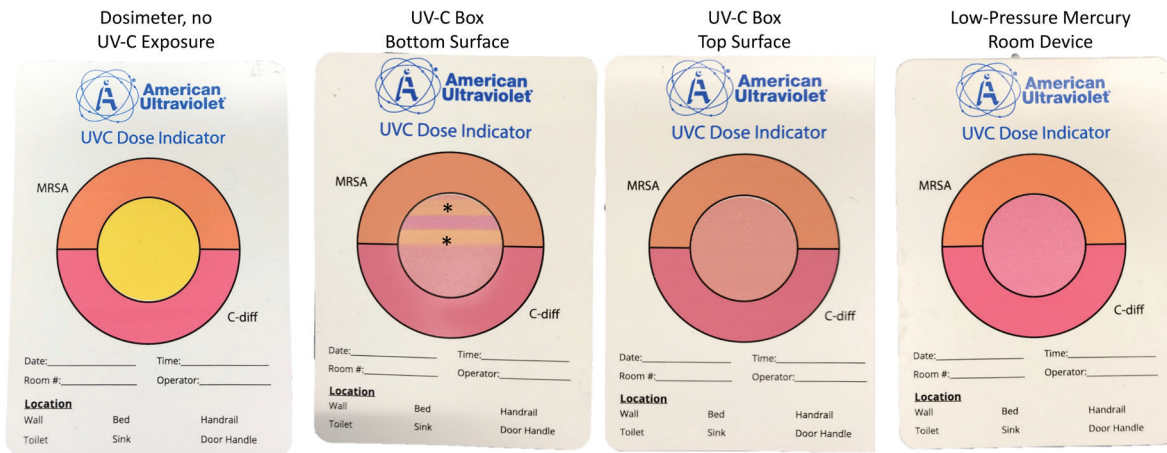 Dosimeter, no
UV-C Exposure
UV-C Box
Bottom Surface
UV-C Box
Top Surface
Low-Pressure Mercury
Room Device
American
Ultraviolet
UVC Dose Indicator
MRSA
C-diff
Date: Time:
Room #: Operator:
Location
Wall Bed Handrail
Toilet Sink Door Handle
American
Ultraviolet
UVC Dose Indicator
MRSA
*
*
C-diff
Date: Time:
Room #: Operator:
Location
Wall Bed Handrail
Toilet Sink Door Handle
American
Ultraviolet
UVC Dose Indicator
MRSA
C-diff
Date: Time:
Room #: Operator:
Location
Wall Bed Handrail
Toilet Sink Door Handle
American
Ultraviolet
UVC Dose Indicator
MRSA
C-diff
Date: Time:
Room #: Operator:
Location
Wall Bed Handrail
Toilet Sink Door Handle